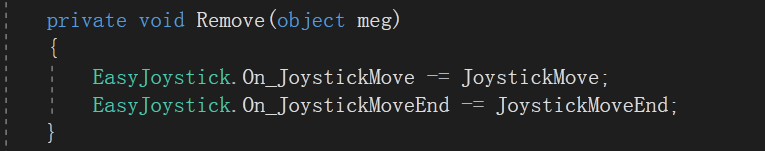 private void Remove(object meg)
{
EasyJoystick.On_JoystickMove -= JoystickMove;
EasyJoystick.On_JoystickMoveEnd -= JoystickMoveEnd;
}